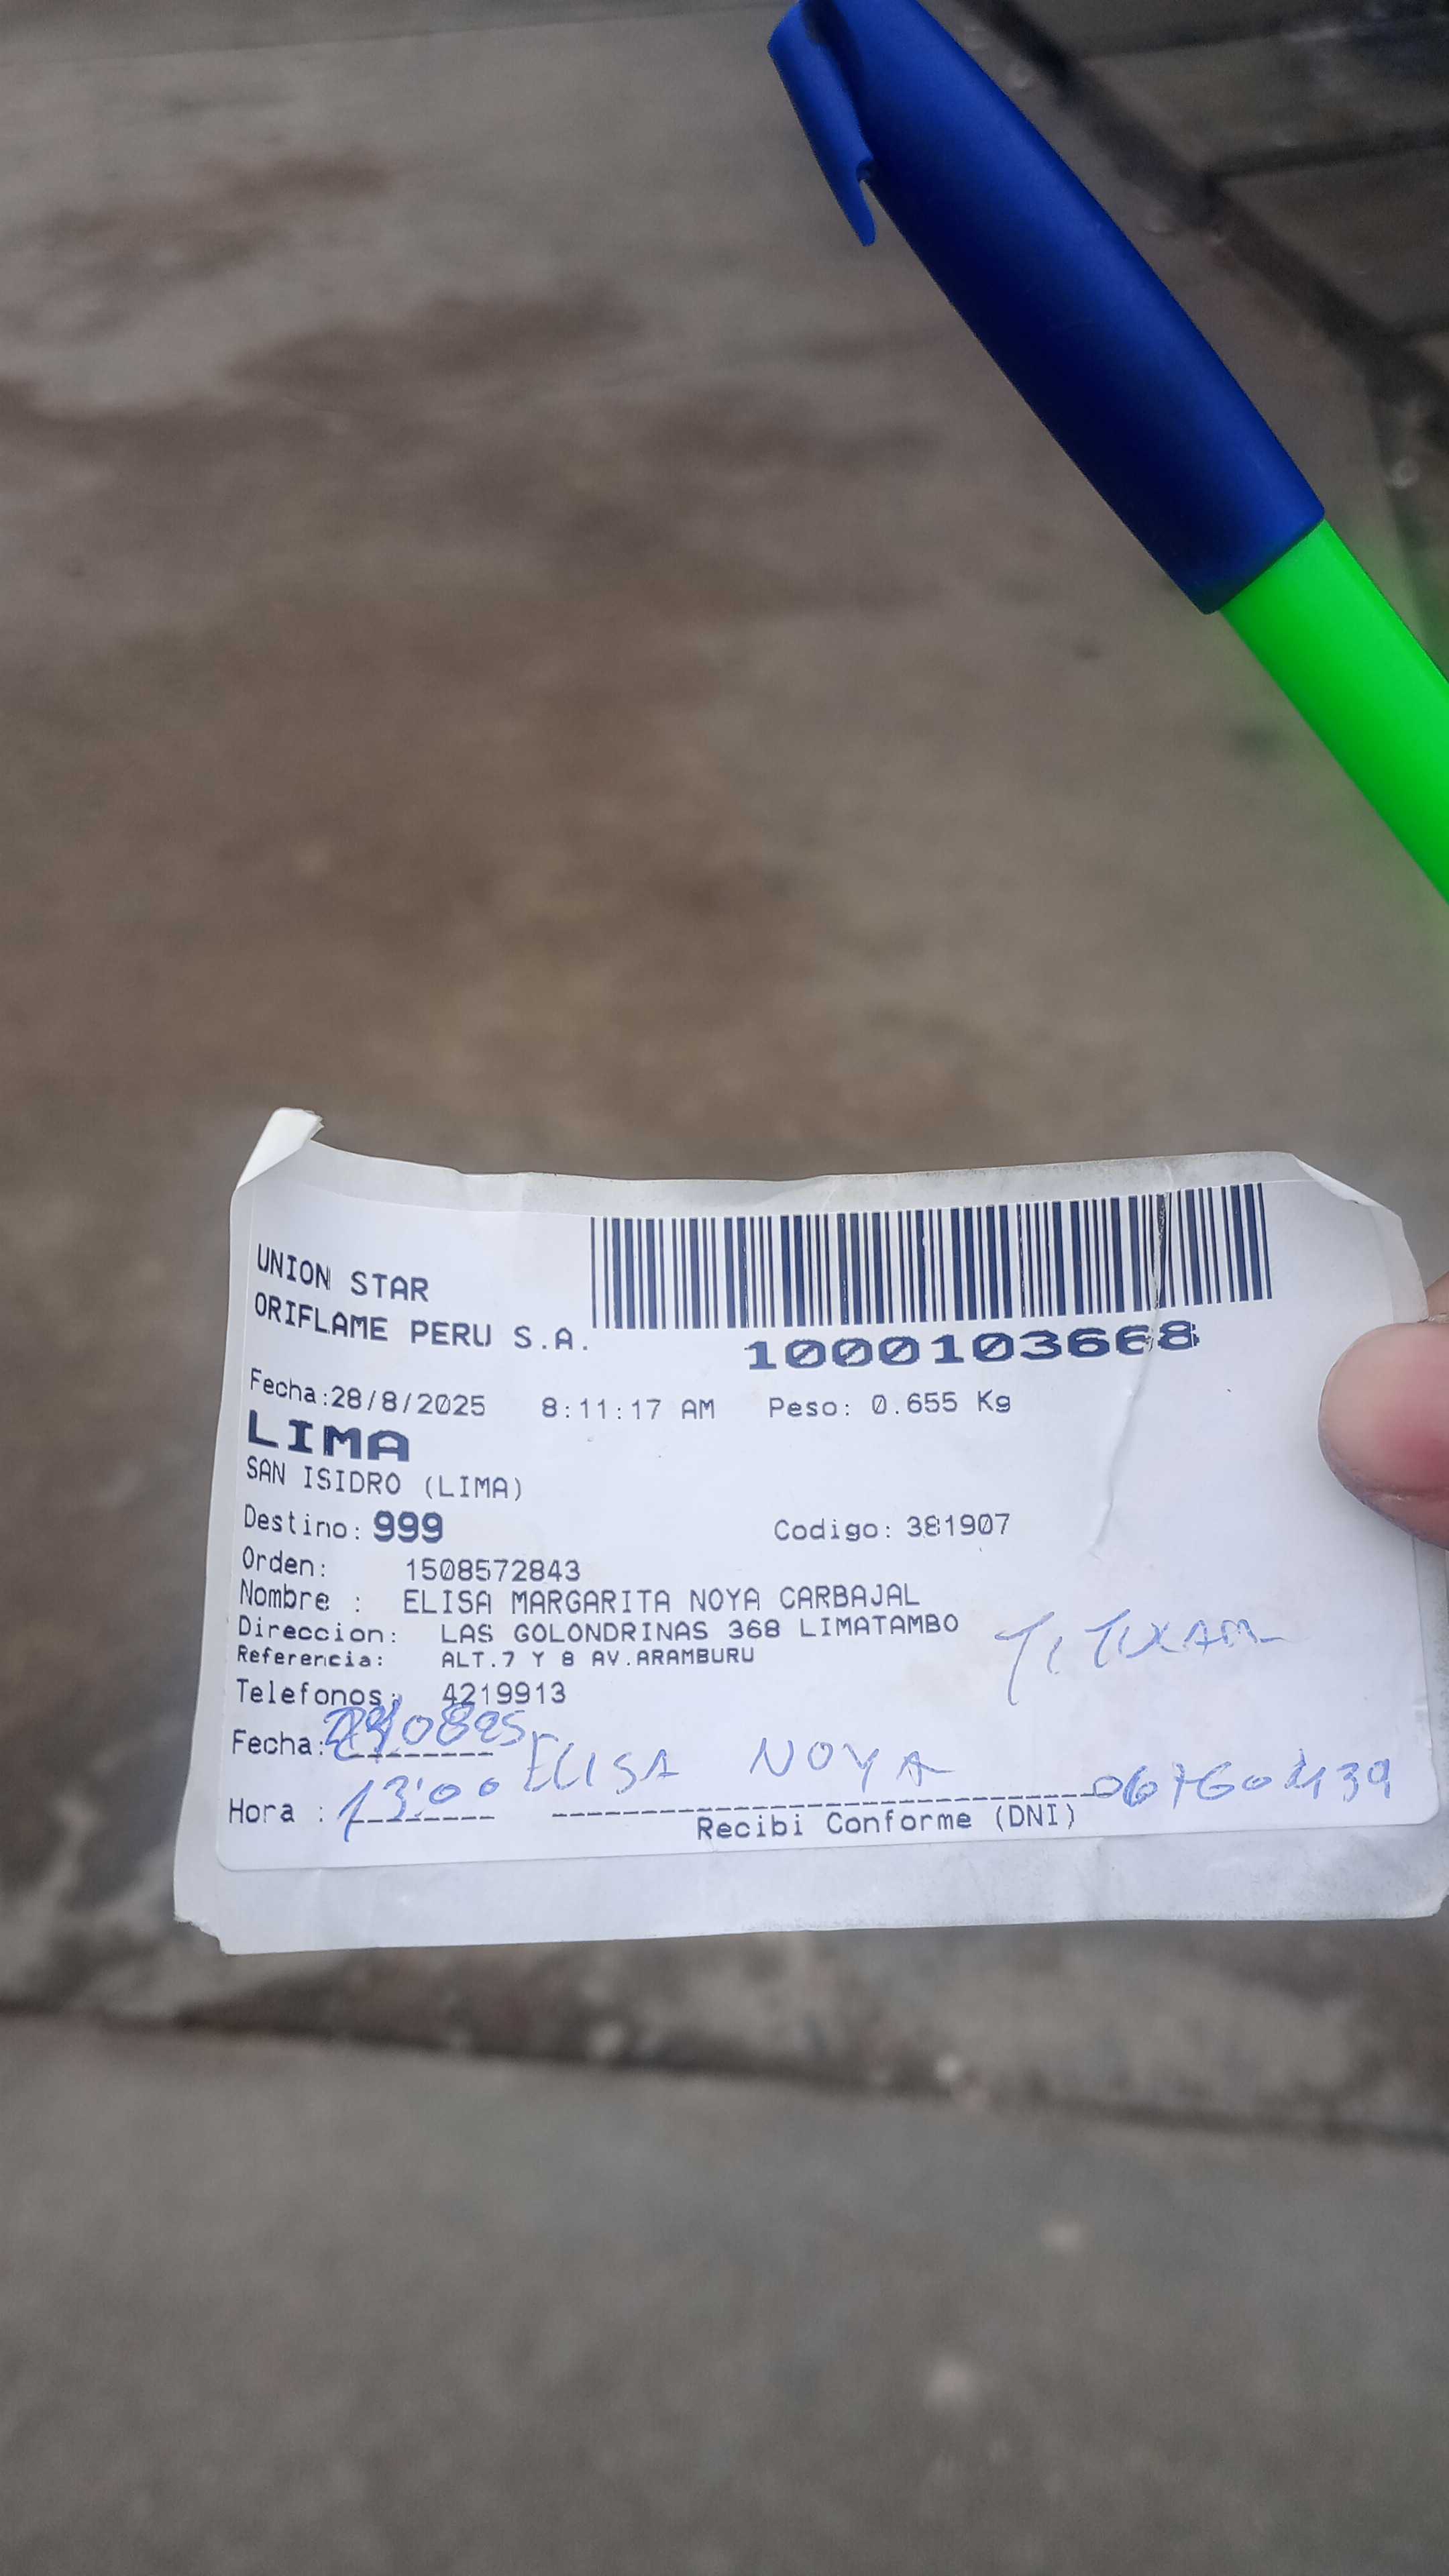 UNION STAR
ORIFLAME PERU S.A.
1000103668
Fecha:28/8/2025 8:11:17 AM Peso: 0.655 Kg
LIMA
SAN ISIDRO (LIMA)
Destino: 999 Codigo: 381907
Orden: 1508572843
Nombre : ELISA MARGARITA NOYA CARBAJAL
Direccion: LAS GOLONDRINAS 368 LIMATAMBO
Referencia: ALT.7 Y 8 AV.ARAMBURU
Telefonos: 4219913
Fecha:
ELISA NOYA
Hora : 13:00
Recibi Conforme (DNI)